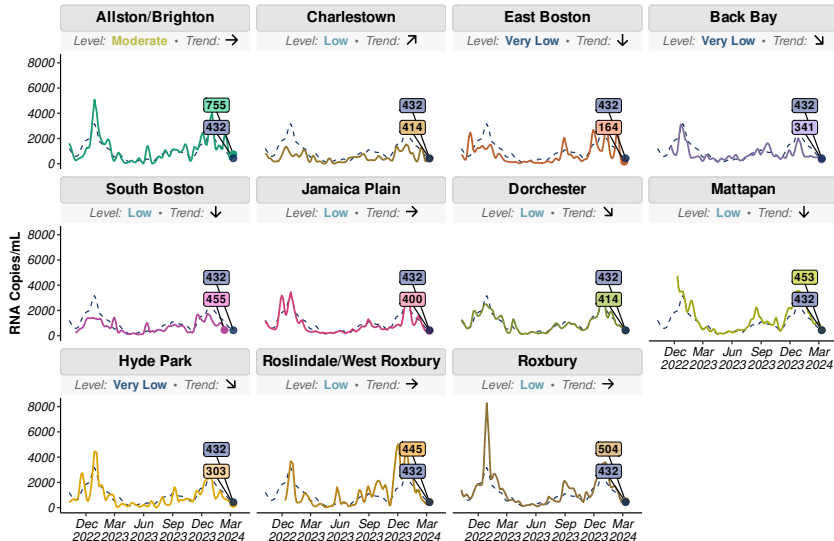 Allston/Brighton
Charlestown
East Boston
Back Bay
Level: Moderate • Trend: →
Level: Low • Trend: ↗
Level: Very Low • Trend: ↓
Level: Very Low • Trend: ↘
8000
6000
4000
2000
0
755
432
432
414
432
164
432
341
South Boston
Jamaica Plain
Dorchester
Mattapan
Level: Low • Trend: ↓
Level: Low • Trend: →
Level: Low • Trend: ↘
Level: Low • Trend: ↓
RNA Copies/mL
8000
6000
4000
2000
0
432
455
432
400
432
414
453
432
Dec 2022
Mar 2023
Jun 2023
Sep 2023
Dec 2023
Mar 2024
Hyde Park
Roslindale/West Roxbury
Roxbury
Level: Very Low • Trend: ↘
Level: Low • Trend: →
Level: Low • Trend: →
8000
6000
4000
2000
0
432
303
445
432
504
432
Dec 2022
Mar 2023
Jun 2023
Sep 2023
Dec 2023
Mar 2024
Dec 2022
Mar 2023
Jun 2023
Sep 2023
Dec 2023
Mar 2024
Dec 2022
Mar 2023
Jun 2023
Sep 2023
Dec 2023
Mar 2024